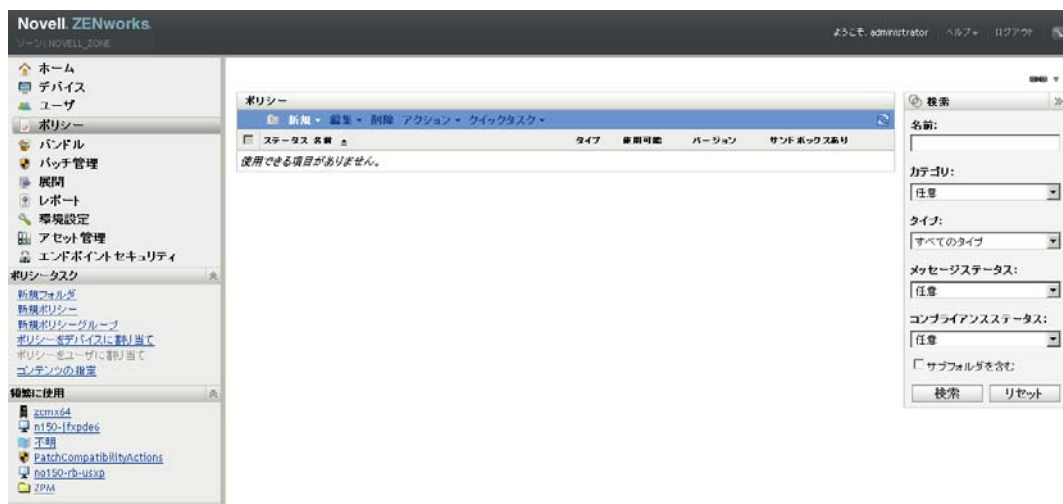 Novell. ZENworks.
ゾーン: NOVELL_ZONE
ようこそ, administrator ヘルプ ログアウト
ホーム
デバイス
ユーザ
ポリシー
バンドル
パッチ管理
展開
レポート
環境設定
アセット管理
エンドポイントセキュリティ
ポリシータスク
新規フォルダ
新規ポリシー
新規ポリシーグループ
ポリシーをデバイスに割り当て
ポリシーをユーザに割り当て
コンテンツの指定
頻繁に使用
zcmx64
n150-lfxpde6
不明
PatchCompatibilityActions
no150-rb-usxp
ZPM
ポリシー
新規 編集 削除 アクション クイックタスク
ステータス 名前 タイプ 使用可能 バージョン サンドボックスあり
使用できる項目がありません。
検索
名前:
カテゴリ:
任意
タイプ:
すべてのタイプ
メッセージステータス:
任意
コンプライアンスステータス:
任意
サブフォルダを含む
検索 リセット